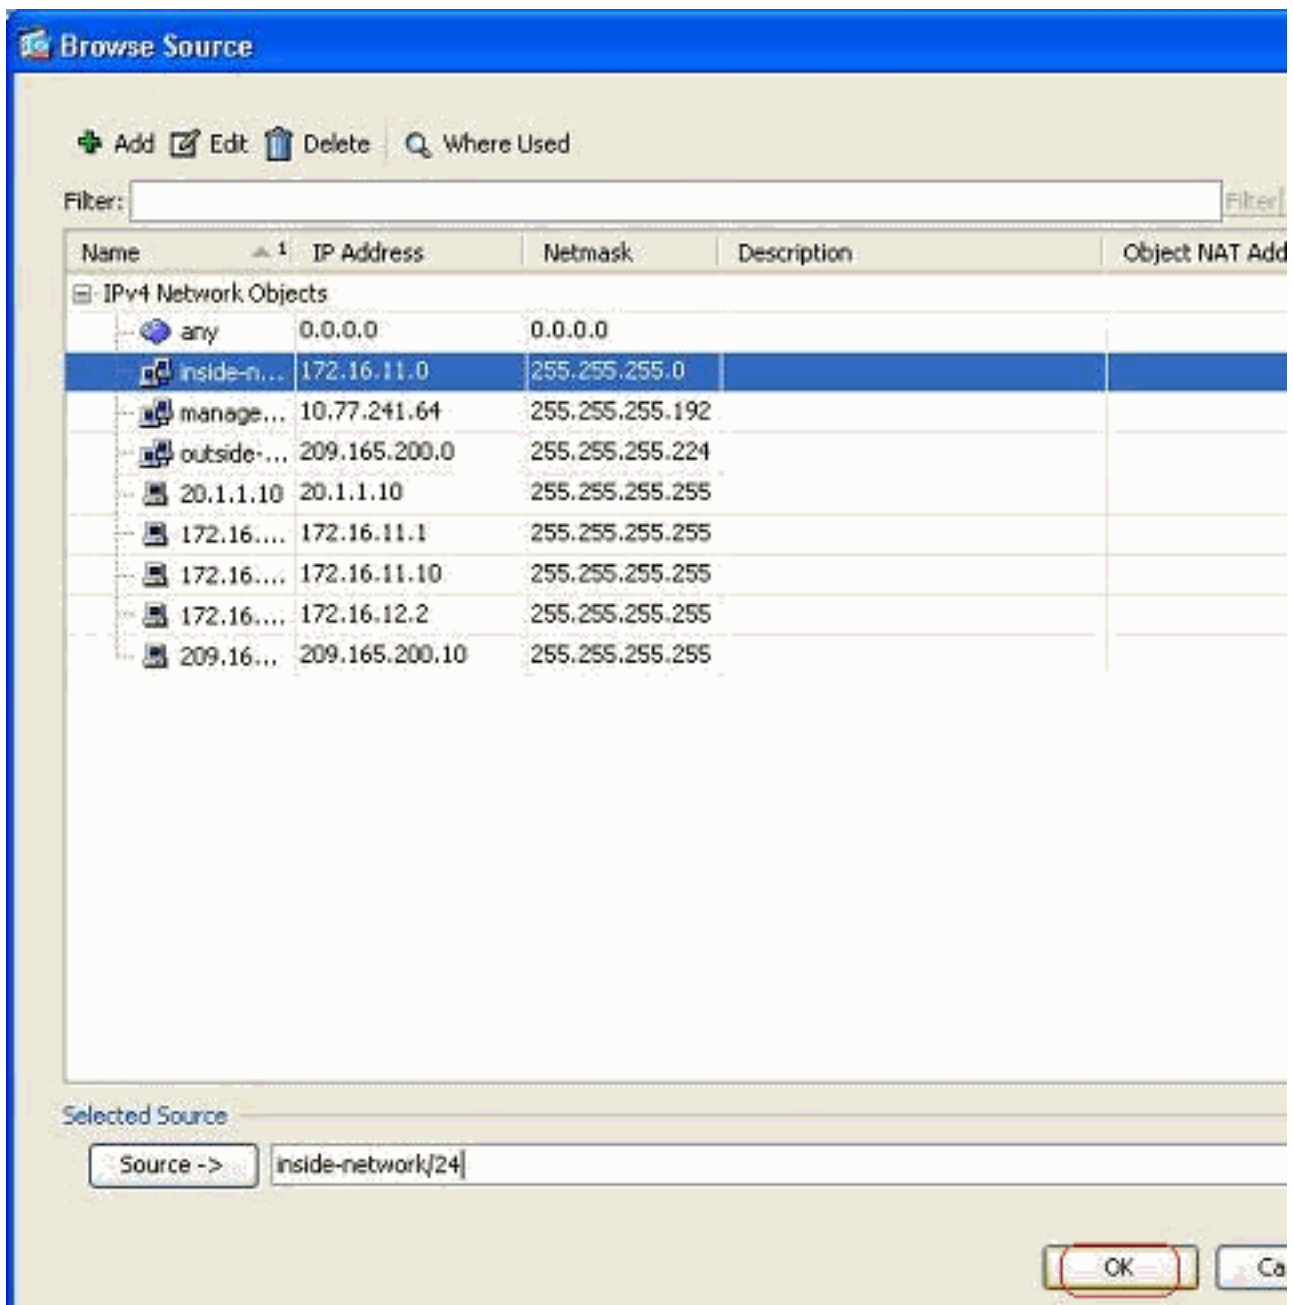 Browse Source
Add Edit Delete Where Used
Filter: Filter
Name 1 IP Address Netmask Description Object NAT Add
IPv4 Network Objects
any 0.0.0.0 0.0.0.0
inside-n... 172.16.11.0 255.255.255.0
manage... 10.77.241.64 255.255.255.192
outside-... 209.165.200.0 255.255.255.224
20.1.1.10 20.1.1.10 255.255.255.255
172.16.... 172.16.11.1 255.255.255.255
172.16.... 172.16.11.10 255.255.255.255
172.16.... 172.16.12.2 255.255.255.255
209.16... 209.165.200.10 255.255.255.255
Selected Source
Source -> inside-network/24
OK Ca